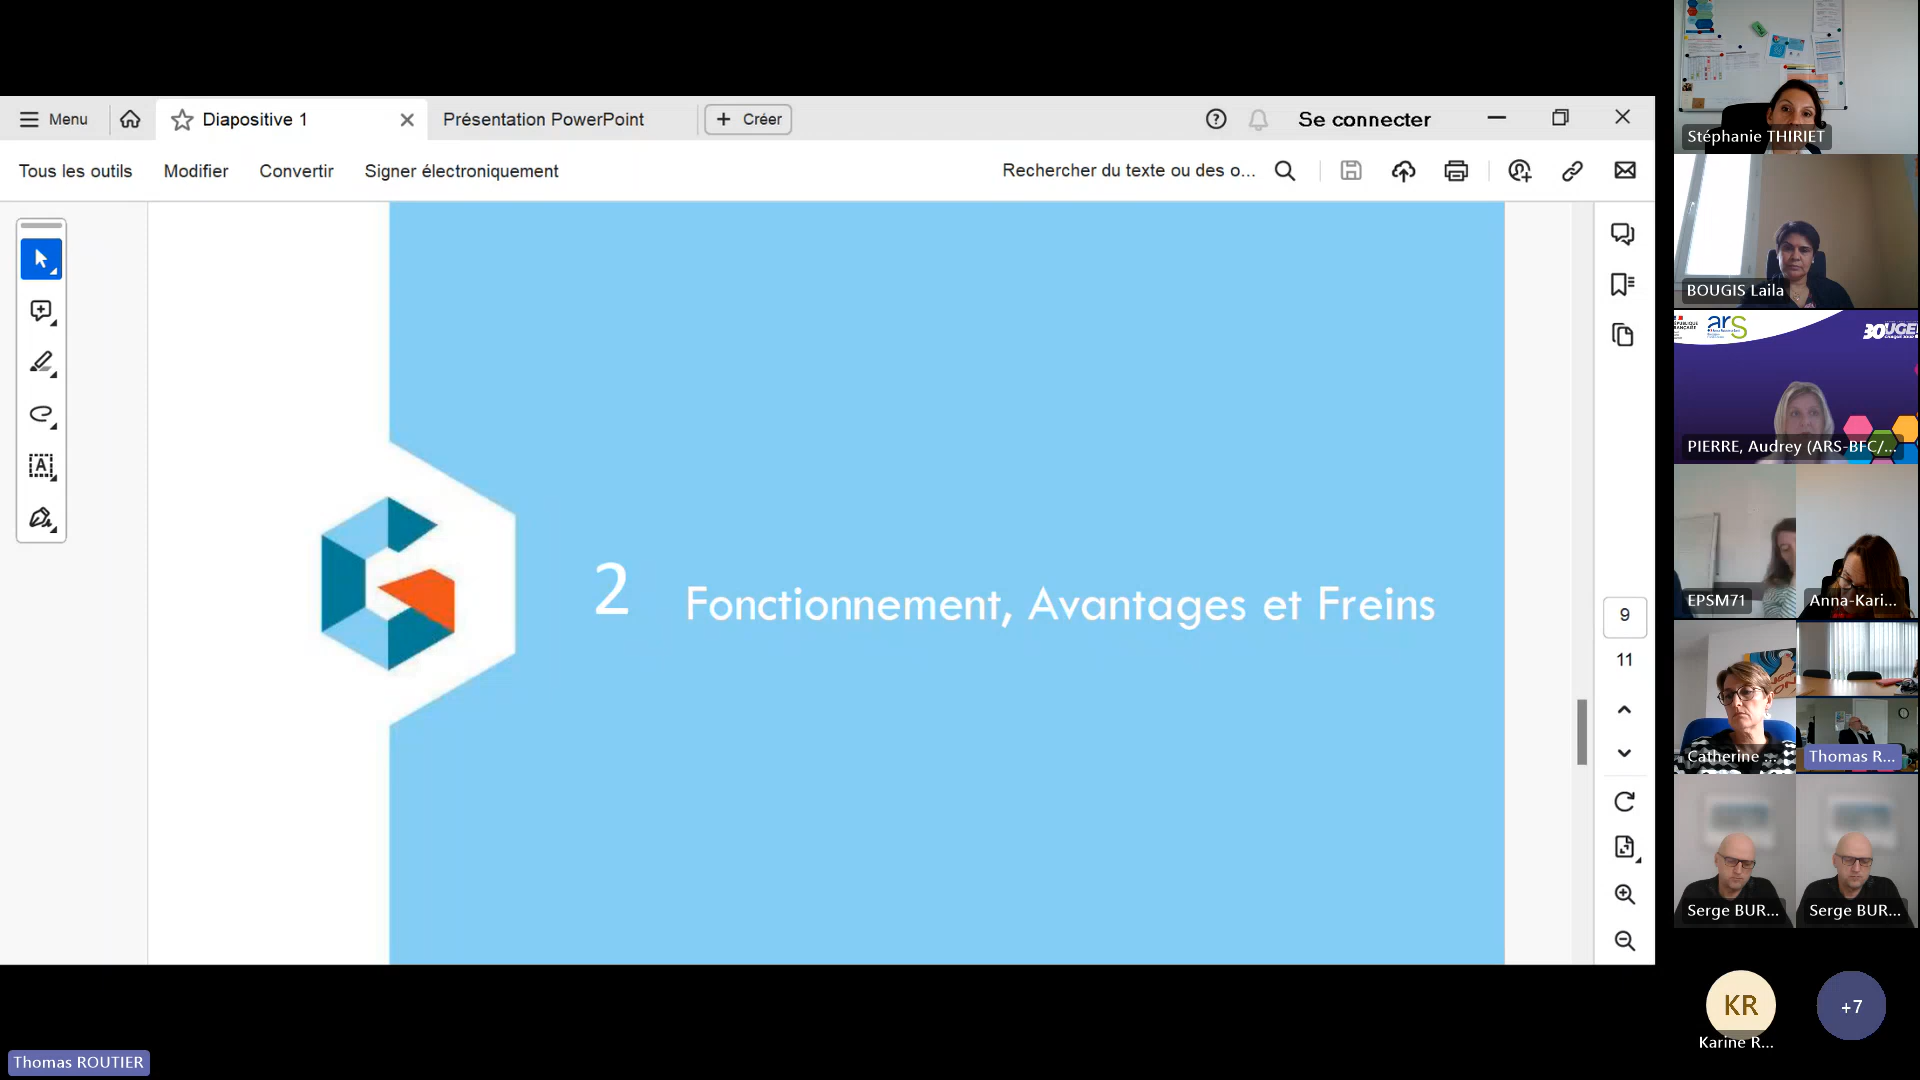 Menu
Diapositive 1
Présentation PowerPoint
Créer
Se connecter
Tous les outils
Modifier
Convertir
Signer électroniquement
Rechercher du texte ou des o...
2 Fonctionnement, Avantages et Freins
9
11
Stéphanie THIRIET
BOUGIS Laila
ars
PIERRE, Audrey (ARS-BFC/...
EPSM71
Anna-Kari...
Catherine ...
Thomas R...
Serge BUR...
Serge BUR...
KR
+7
Karine R...
Thomas ROUTIER